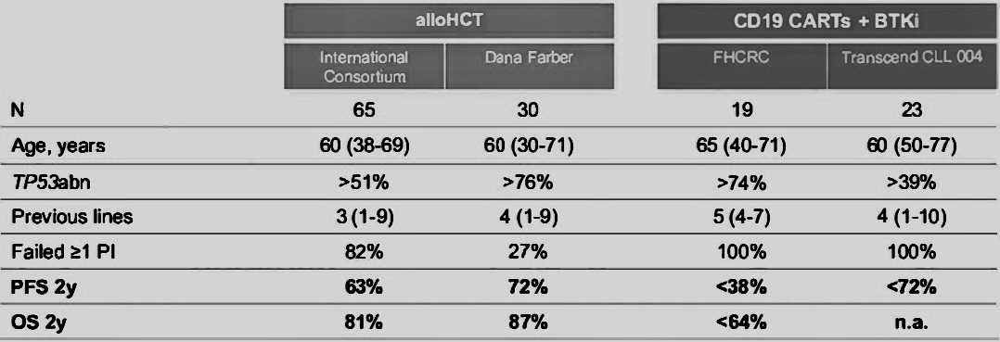 alloHCT CD19 CARTs + BTKi
International Consortium Dana Farber FHCRC Transcend CLL 004
N 65 30 19 23
Age, years 60 (38-69) 60 (30-71) 65 (40-71) 60 (50-77)
TP53abn >51% >76% >74% >39%
Previous lines 3 (1-9) 4 (1-9) 5 (4-7) 4 (1-10)
Failed ≥1 PI 82% 27% 100% 100%
PFS 2y 63% 72% <38% <72%
OS 2y 81% 87% <64% n.a.